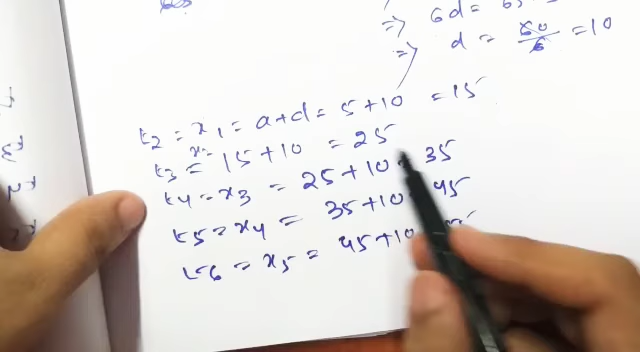 => 6d = 
=> d = 60/6 = 10
t2 = x1 = a+d = 5+10 = 15
t3 = x2 = 15+10 = 25
t4 = x3 = 25+10 35
t5 = x4 = 35+10 45
t6 = x5 = 45+10